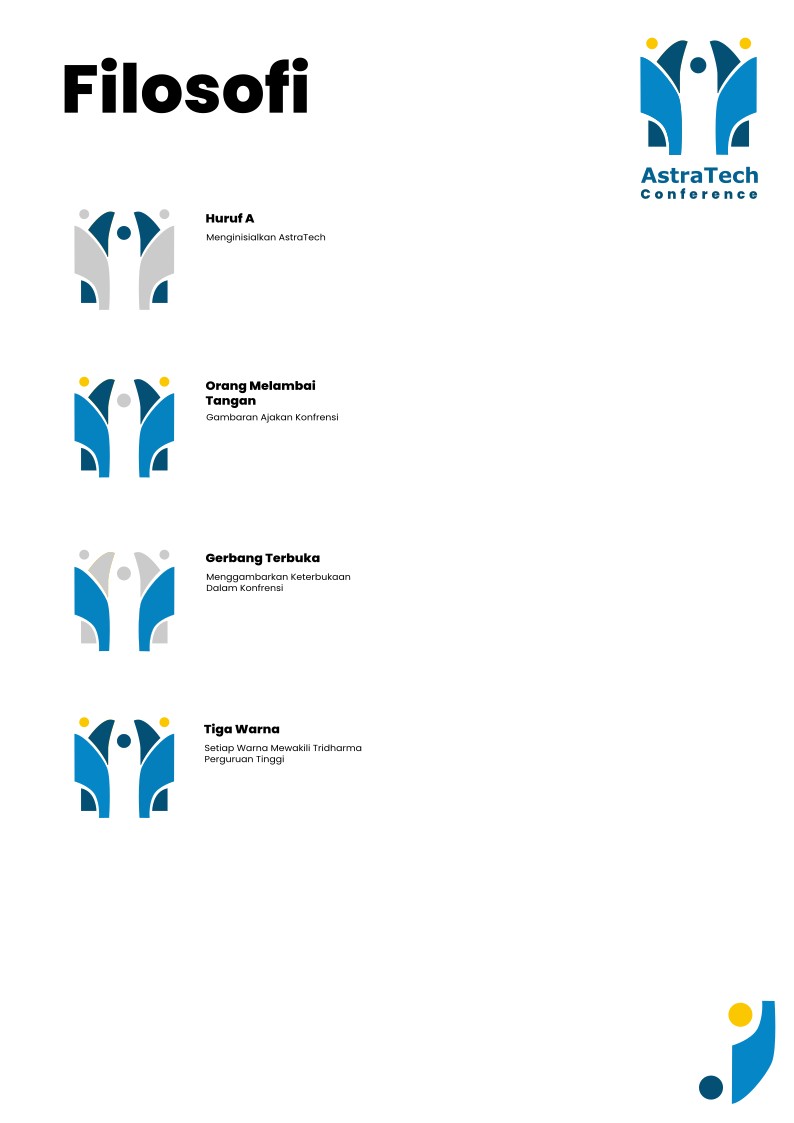 Filosofi
AstraTech
Conference
Huruf A
Menginisialkan AstraTech
Orang Melambai
Tangan
Gambaran Ajakan Konfrensi
Gerbang Terbuka
Menggambarkan Keterbukaan
Dalam Konfrensi
Tiga Warna
Setiap Warna Mewakili Tridharma
Perguruan Tinggi